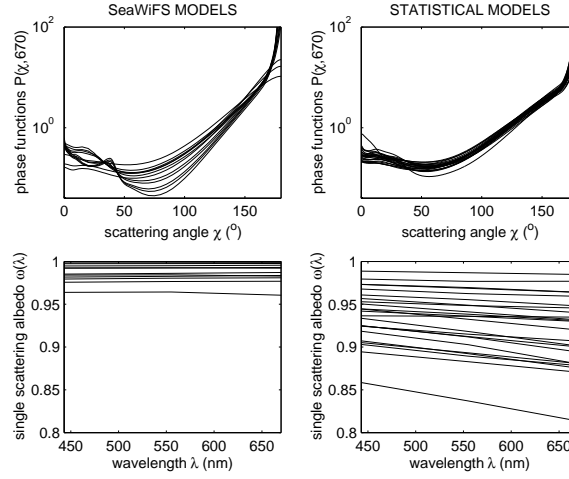 SeaWiFS MODELS
STATISTICAL MODELS
phase functions P(χ,670)
10²
10⁰
0 50 100 150
scattering angle χ (°)
phase functions P(χ,670)
10²
10⁰
0 50 100 150
scattering angle χ (°)
single scattering albedo ω(λ)
1
0.95
0.9
0.85
0.8
450 500 550 600 650
wavelength λ (nm)
single scattering albedo ω(λ)
1
0.95
0.9
0.85
0.8
450 500 550 600 650
wavelength λ (nm)